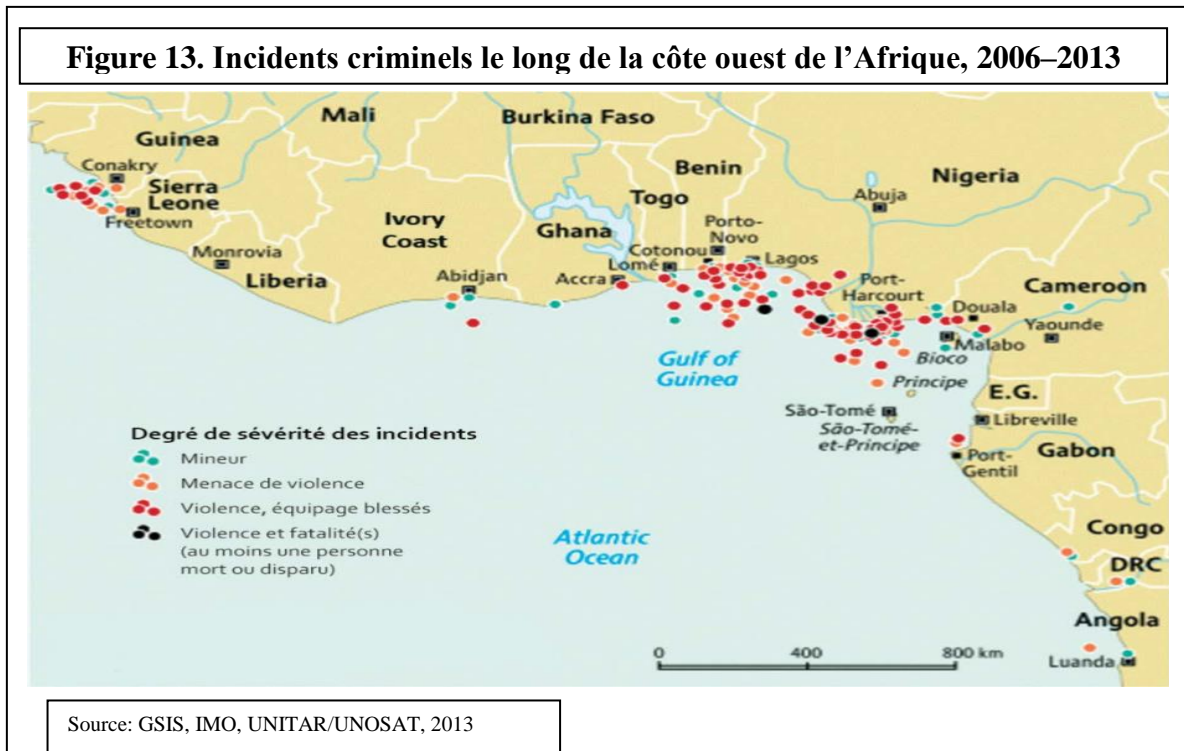 Figure 13. Incidents criminels le long de la côte ouest de l’Afrique, 2006–2013
Mali
Burkina Faso
Guinea
Benin
Nigeria
Conakry
Togo
Abuja
Sierra
Leone
Ivory
Coast
Porto-
Novo
Freetown
Ghana
Cotonou
Lagos
Monrovia
Lomé
Port-
Harcourt
Cameroon
Liberia
Abidjan
Accra
Douala
Yaounde
Malabo
Bioco
Gulf of
Guinea
Principe
E.G.
São-Tomé
Libreville
São-Tomé-
et-Principe
Gabon
Port-
Gentil
Degré de sévérité des incidents
Mineur
Menace de violence
Violence, équipage blessés
Violence et fatalité(s)
(au moins une personne
mort ou disparu)
Atlantic
Ocean
Congo
DRC
Angola
Luanda
0 400 800 km
Source: GSIS, IMO, UNITAR/UNOSAT, 2013